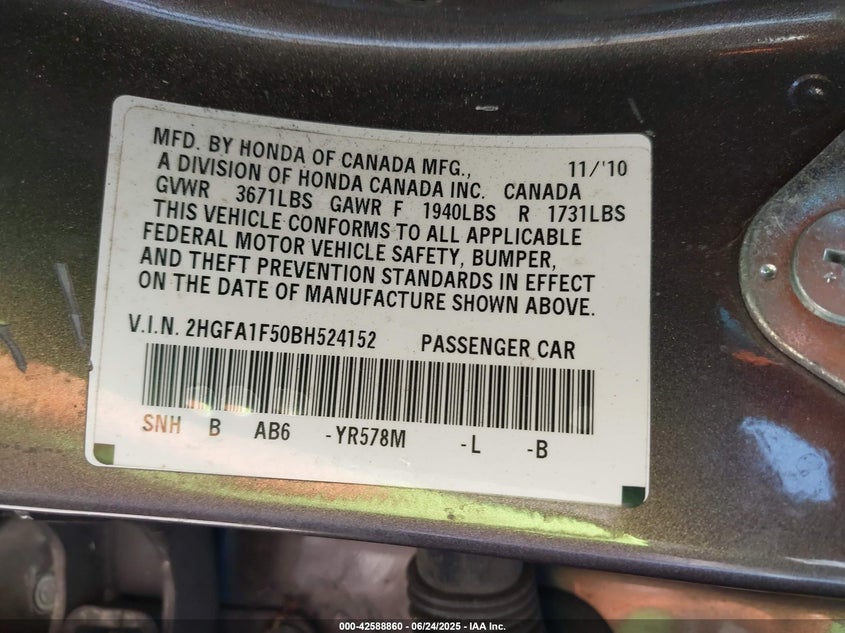 MFD. BY HONDA OF CANADA MFG., 11/'10
A DIVISION OF HONDA CANADA INC. CANADA
GVWR 3671LBS GAWR F 1940LBS R 1731LBS
THIS VEHICLE CONFORMS TO ALL APPLICABLE
FEDERAL MOTOR VEHICLE SAFETY, BUMPER,
AND THEFT PREVENTION STANDARDS IN EFFECT
ON THE DATE OF MANUFACTURE SHOWN ABOVE.
V.I.N. 2HGFA1F50BH524152 PASSENGER CAR
SNH B AB6 -YR578M -L -B
000-42588860 - 06/24/2025 - IAA Inc.